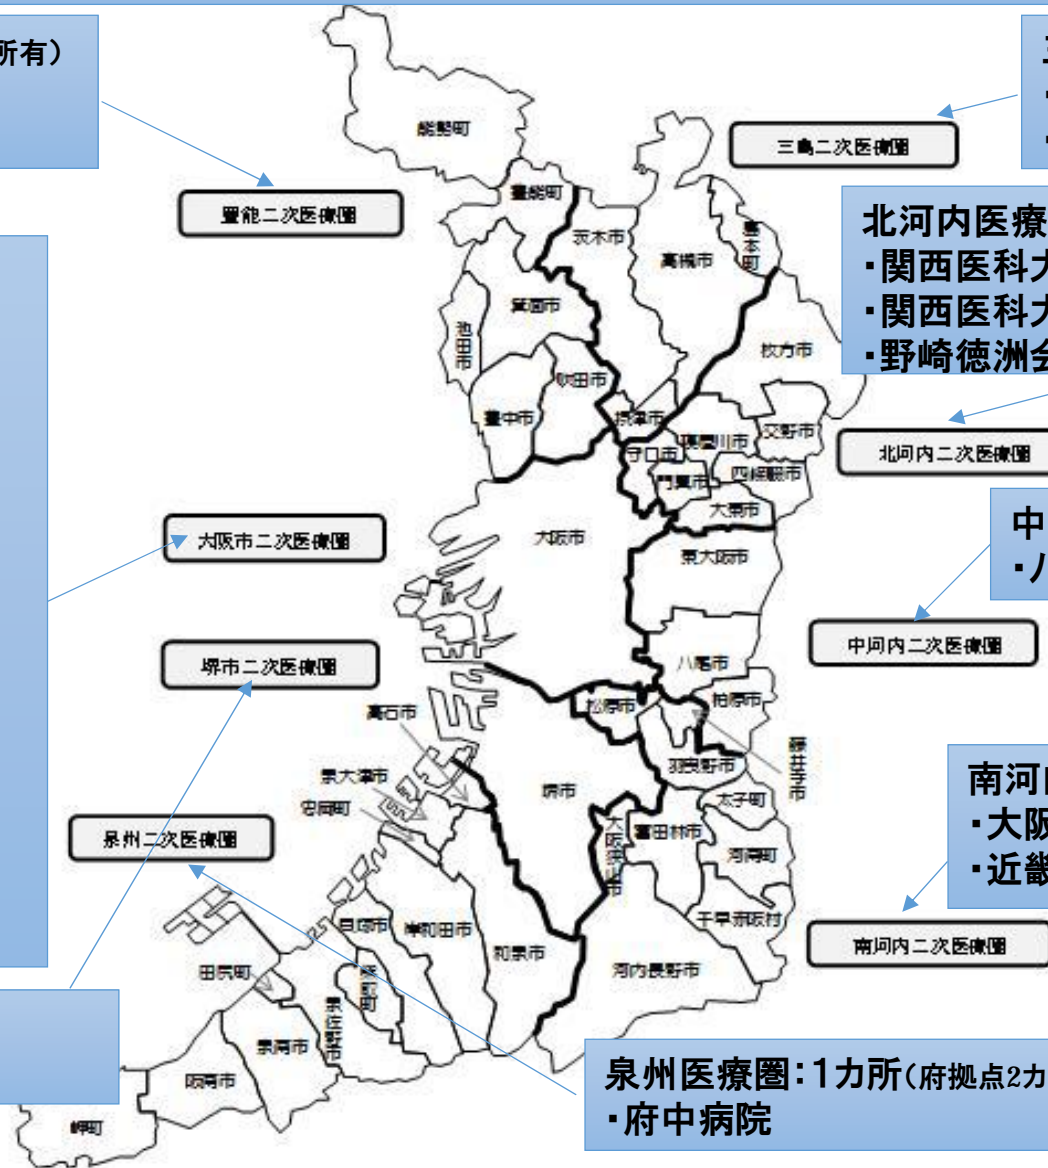 所有）
能勢町
三島二次医療圏
豊能町
豊能二次医療圏
茨木市
島本町
高槻市
北河内医療
・関西医科大
・関西医科大
・野崎徳洲会
箕面市
池田市
枚方市
吹田市
豊中市
摂津市
寝屋川市
交野市
守口市
北河内二次医療圏
四條畷市
門真市
大東市
中
・八
大阪市二次医療圏
大阪市
東大阪市
中河内二次医療圏
堺市二次医療圏
八尾市
柏原市
松原市
高石市
藤井寺市
羽曳野市
泉大津市
南河内
・大阪
・近畿
堺市
太子町
忠岡町
大阪狭山市
富田林市
泉州二次医療圏
河南町
千早赤阪村
貝塚市
岸和田市
和泉市
南河内二次医療圏
河内長野市
田尻町
熊取町
泉佐野市
泉南市
阪南市
泉州医療圏：1カ所（府拠点2カ
・府中病院
岬町